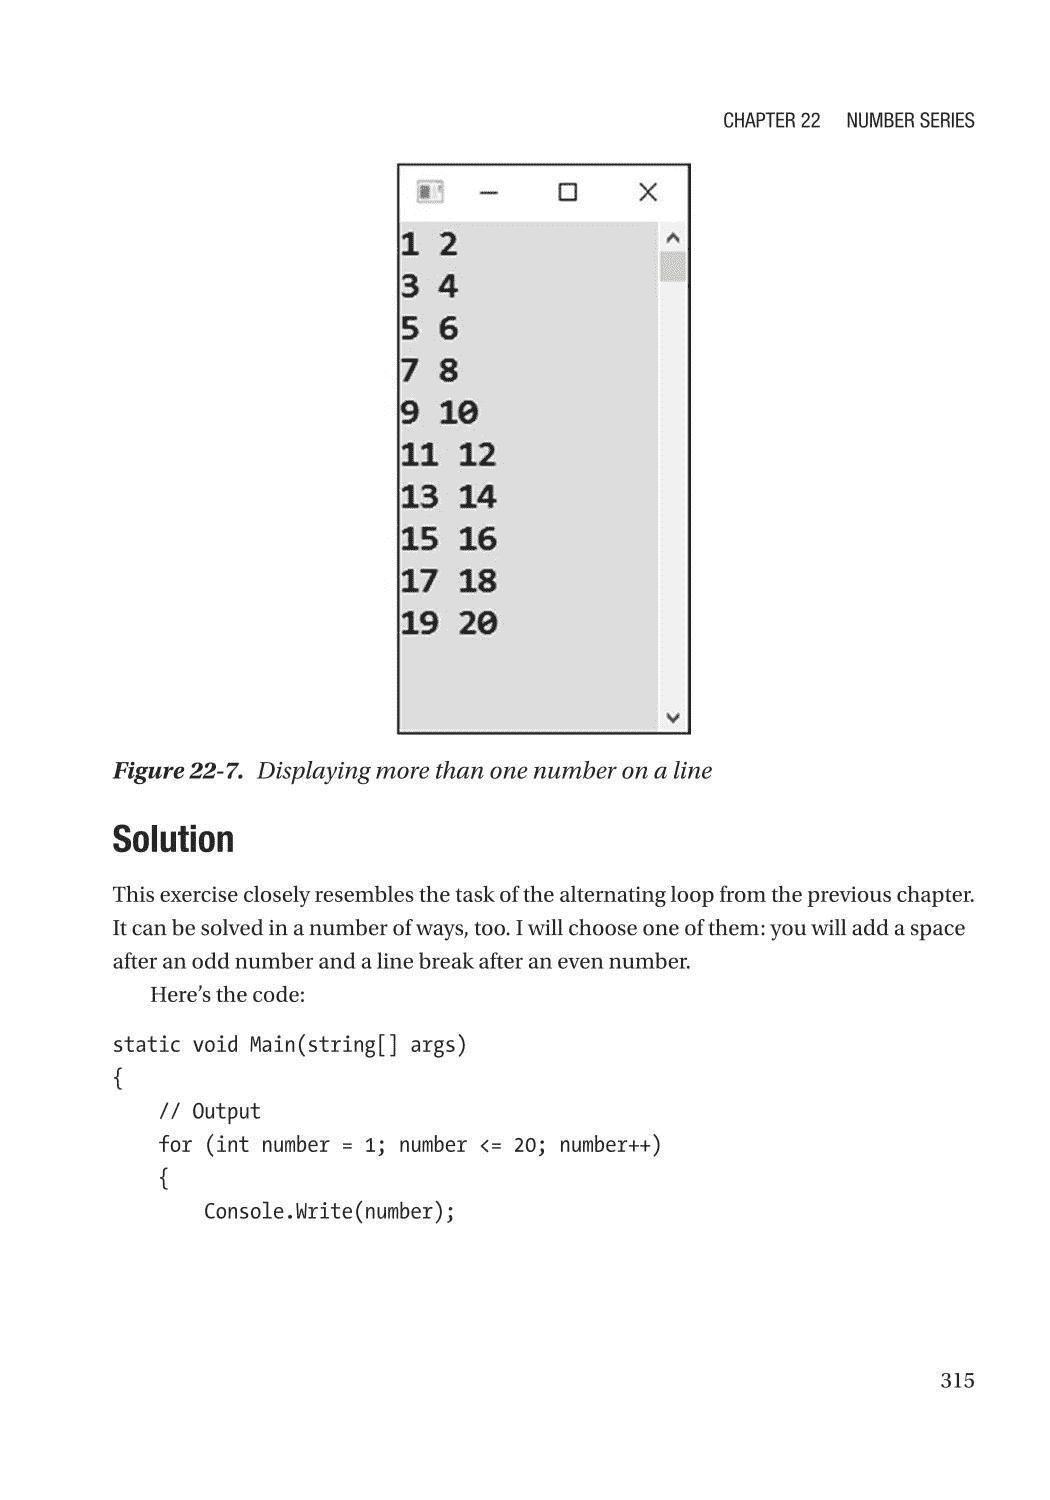 CHAPTER 22 NUMBER SERIES
1 2
3 4
5 6
7 8
9 10
11 12
13 14
15 16
17 18
19 20
Figure 22-7. Displaying more than one number on a line
Solution
This exercise closely resembles the task of the alternating loop from the previous chapter.
It can be solved in a number of ways, too. I will choose one of them: you will add a space
after an odd number and a line break after an even number.
Here's the code:
static void Main(string[] args)
{
// Output
for (int number = 1; number <= 20; number++)
{
Console.Write(number);
315